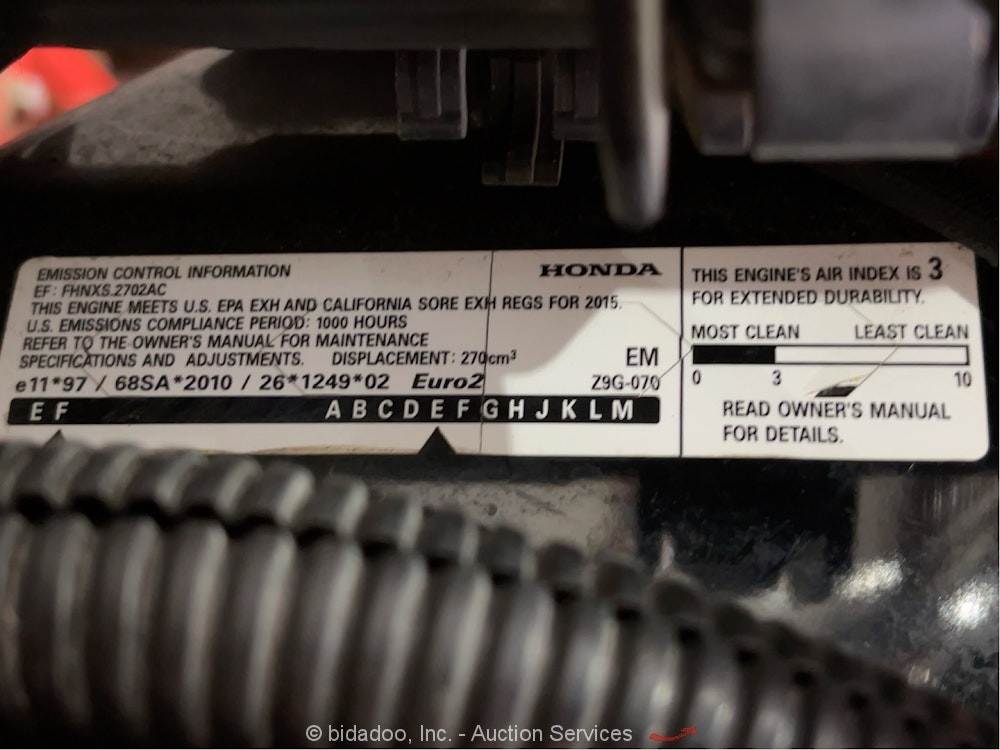 EMISSION CONTROL INFORMATION
EF: FHNXS.2702AC
THIS ENGINE MEETS U.S. EPA EXH AND CALIFORNIA SORE EXH REGS FOR 2015.
U.S. EMISSIONS COMPLIANCE PERIOD: 1000 HOURS
REFER TO THE OWNER'S MANUAL FOR MAINTENANCE
SPECIFICATIONS AND ADJUSTMENTS. DISPLACEMENT: 270cm³
e11*97 / 68SA*2010 / 26*1249*02 Euro2
E F A B C D E F G H J K L M
HONDA
EM
Z9G-070
THIS ENGINE'S AIR INDEX IS 3
FOR EXTENDED DURABILITY.
MOST CLEAN LEAST CLEAN
0 3 10
READ OWNER'S MANUAL
FOR DETAILS.
© bidadoo, Inc. - Auction Services